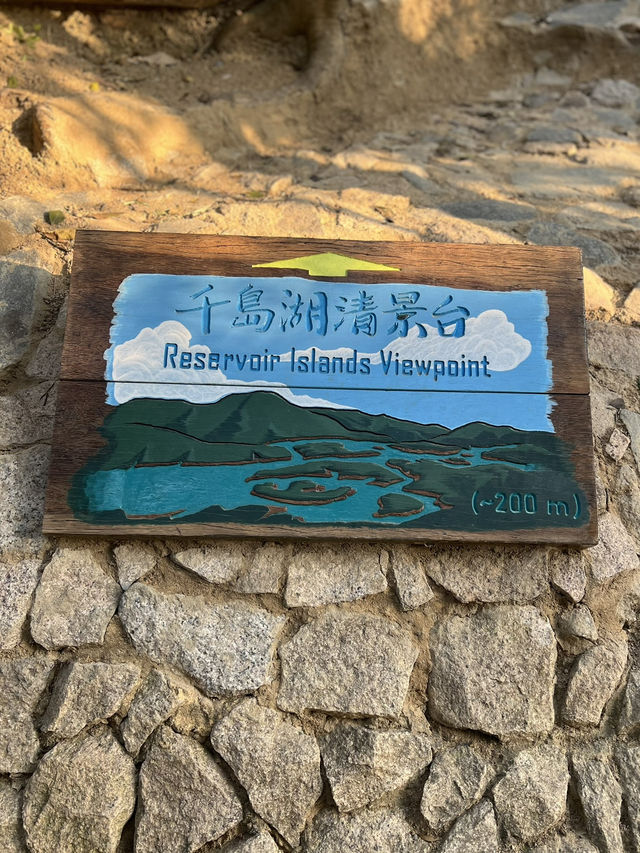 千島湖清景台
Reservoir Islands Viewpoint
(~200 m)